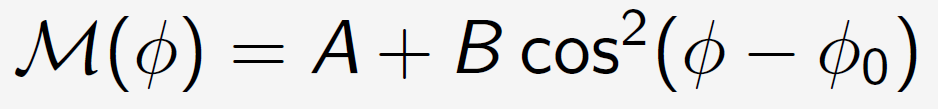 ℳ(ϕ) = A + B cos²(ϕ − ϕ₀)